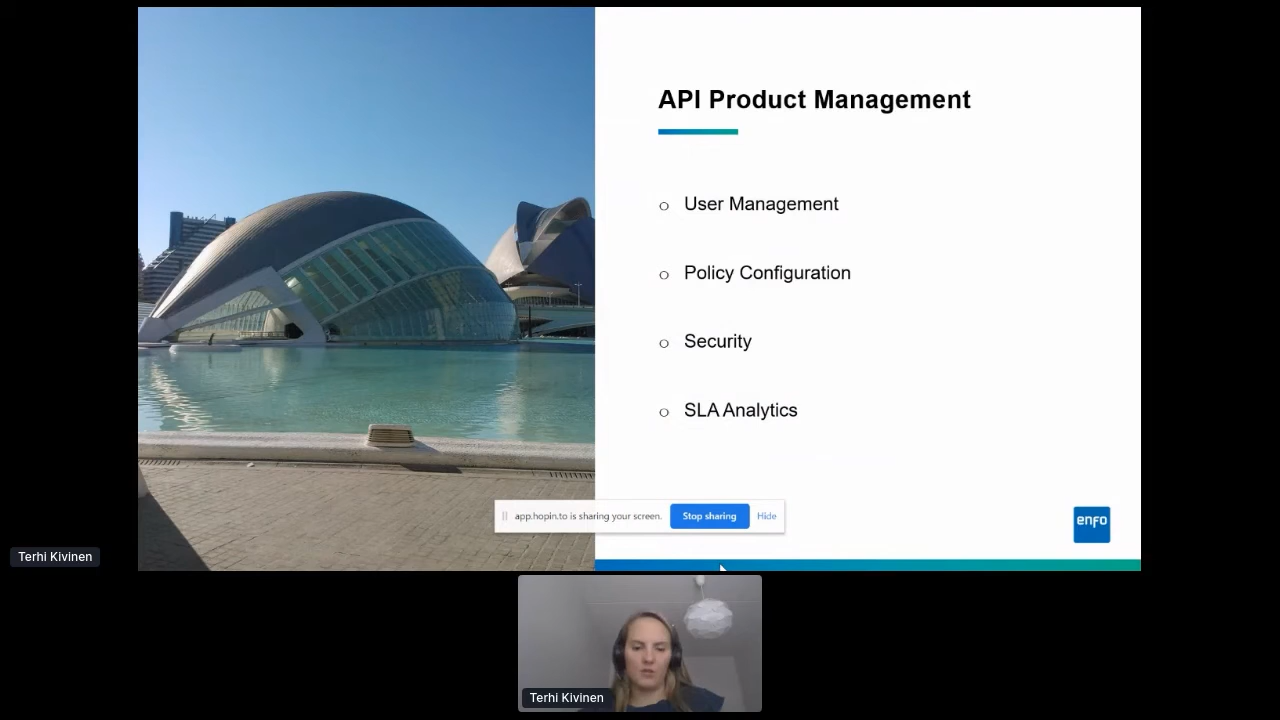 API Product Management
o User Management
o Policy Configuration
o Security
o SLA Analytics
app.hopin.to is sharing your screen. Stop sharing Hide
enfo
Terhi Kivinen
Terhi Kivinen